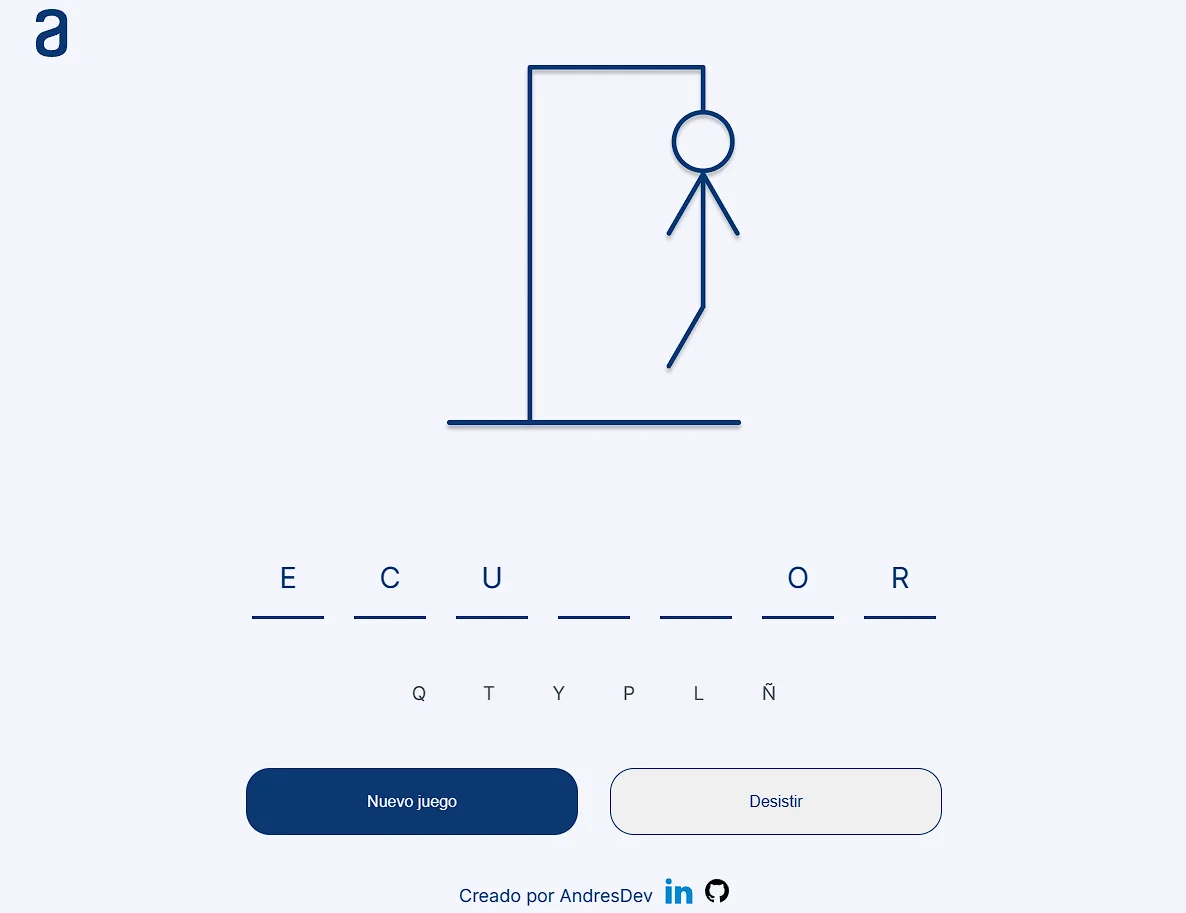 a
E C U _ _ O R
Q T Y P L Ñ
Nuevo juego Desistir
Creado por AndresDev in